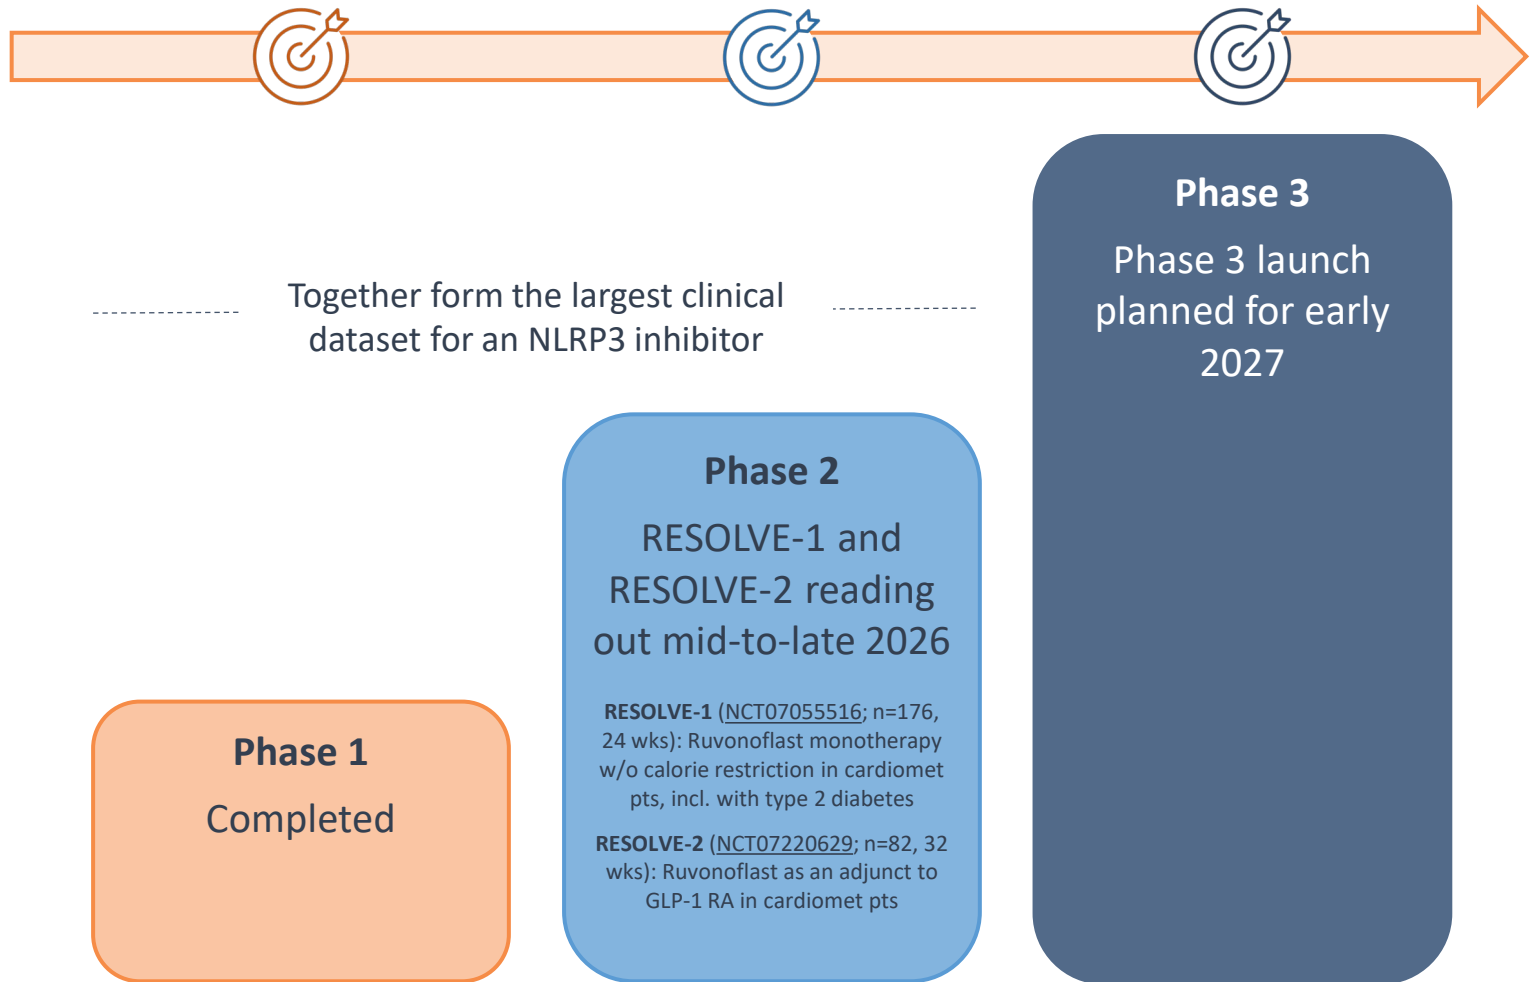 Together form the largest clinical
dataset for an NLRP3 inhibitor
Phase 1
Completed
Phase 2
RESOLVE-1 and
RESOLVE-2 reading
out mid-to-late 2026
RESOLVE-1 (NCT07055516; n=176,
24 wks): Ruvonoflast monotherapy
w/o calorie restriction in cardiomet
pts, incl. with type 2 diabetes
RESOLVE-2 (NCT07220629; n=82, 32
wks): Ruvonoflast as an adjunct to
GLP-1 RA in cardiomet pts
Phase 3
Phase 3 launch
planned for early
2027